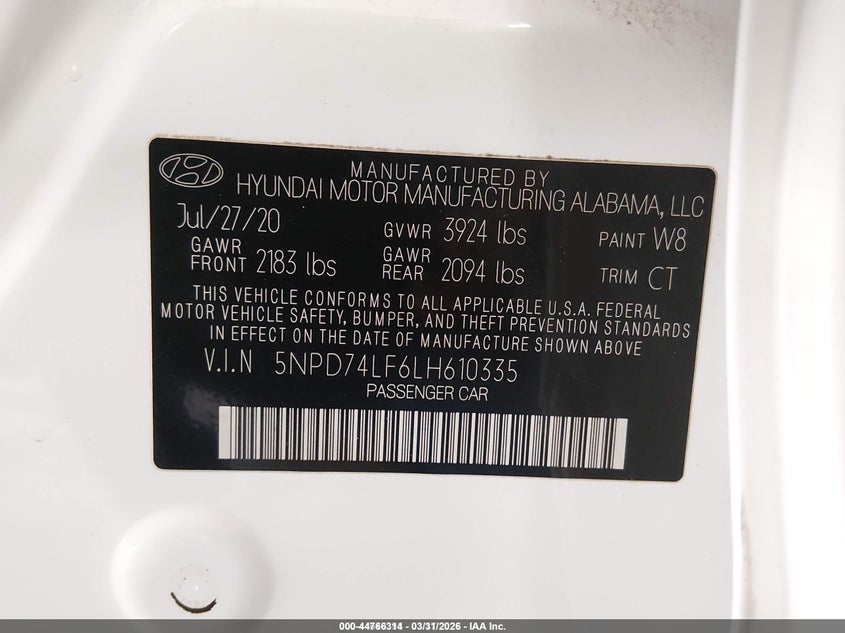 MANUFACTURED BY
HYUNDAI MOTOR MANUFACTURING ALABAMA, LLC
Jul/27/20 GVWR 3924 lbs PAINT W8
GAWR FRONT 2183 lbs GAWR REAR 2094 lbs TRIM CT
THIS VEHICLE CONFORMS TO ALL APPLICABLE U.S.A. FEDERAL
MOTOR VEHICLE SAFETY, BUMPER, AND THEFT PREVENTION STANDARDS
IN EFFECT ON THE DATE OF MANUFACTURE SHOWN ABOVE
V.I.N 5NPD74LF6LH610335
PASSENGER CAR
03/31/2026 - IAA Inc.